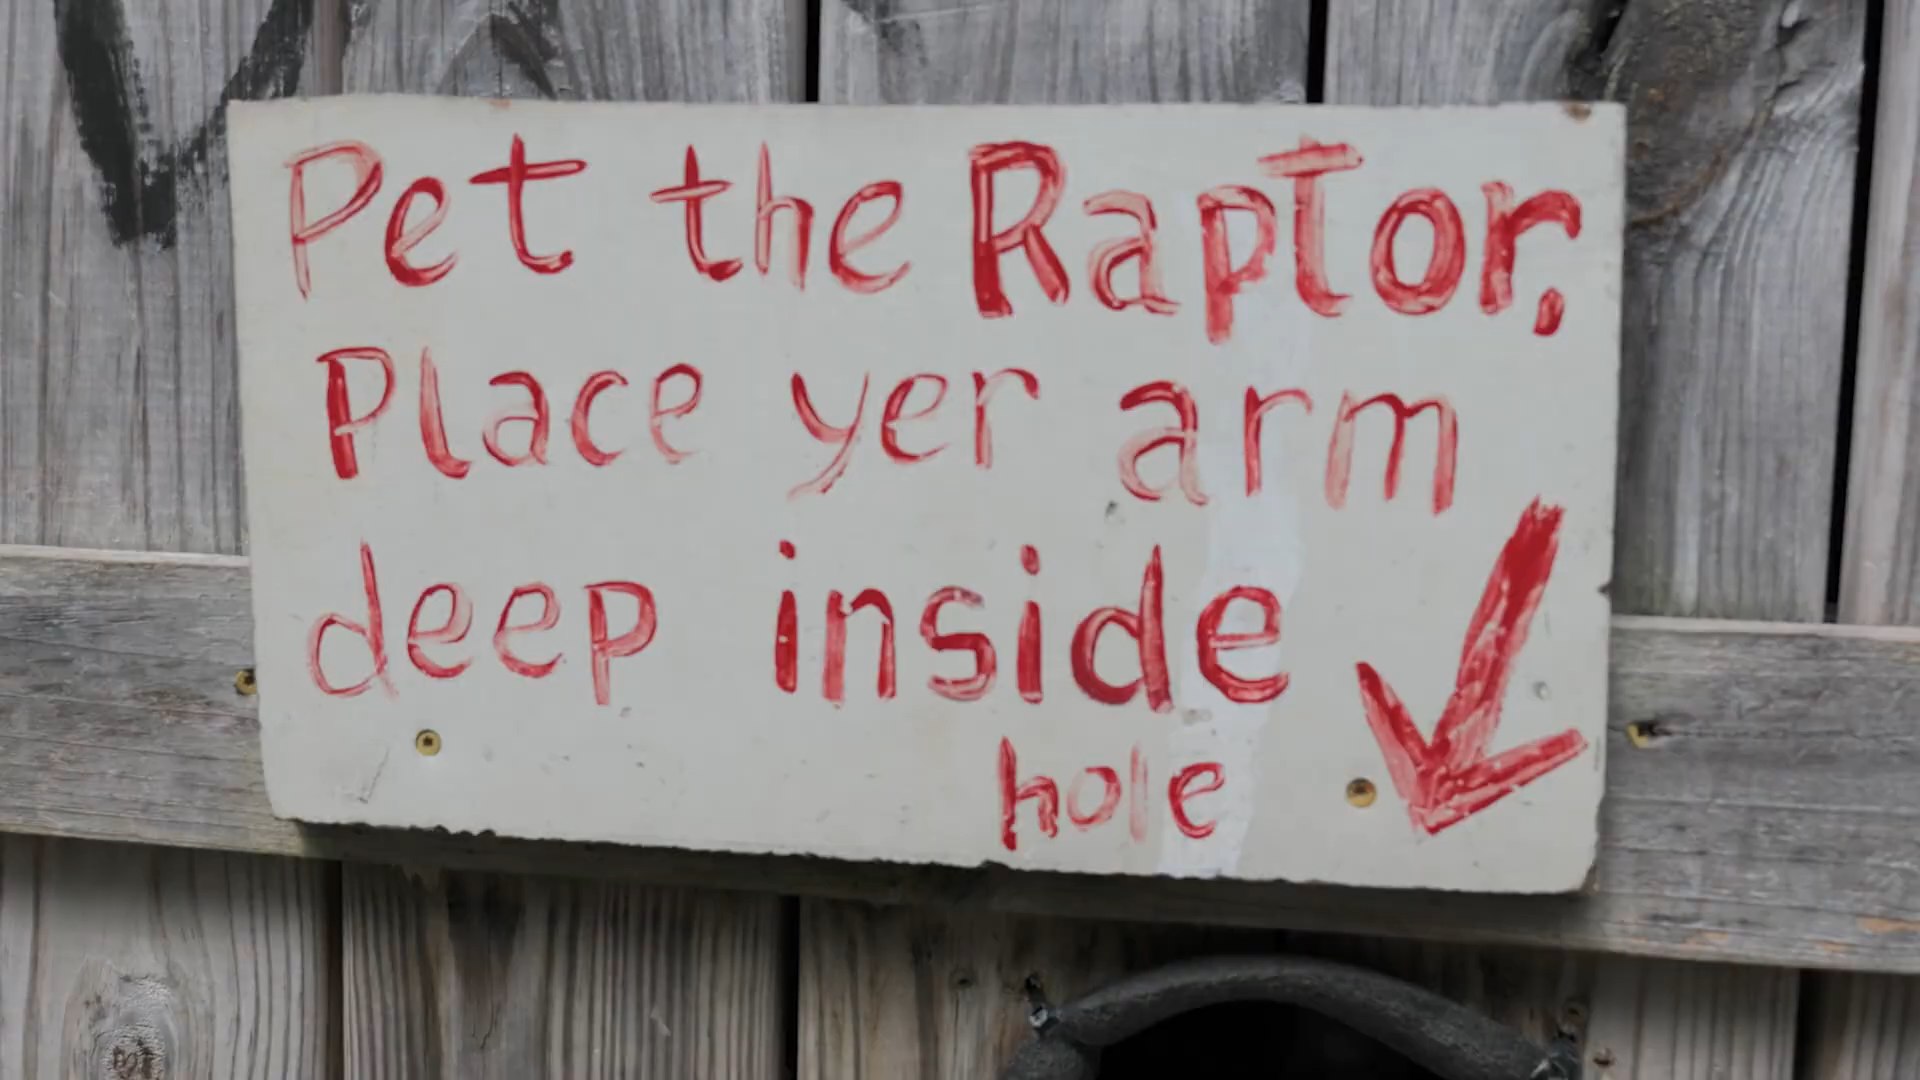 Pet the Raptor,
Place yer arm
deep inside
hole